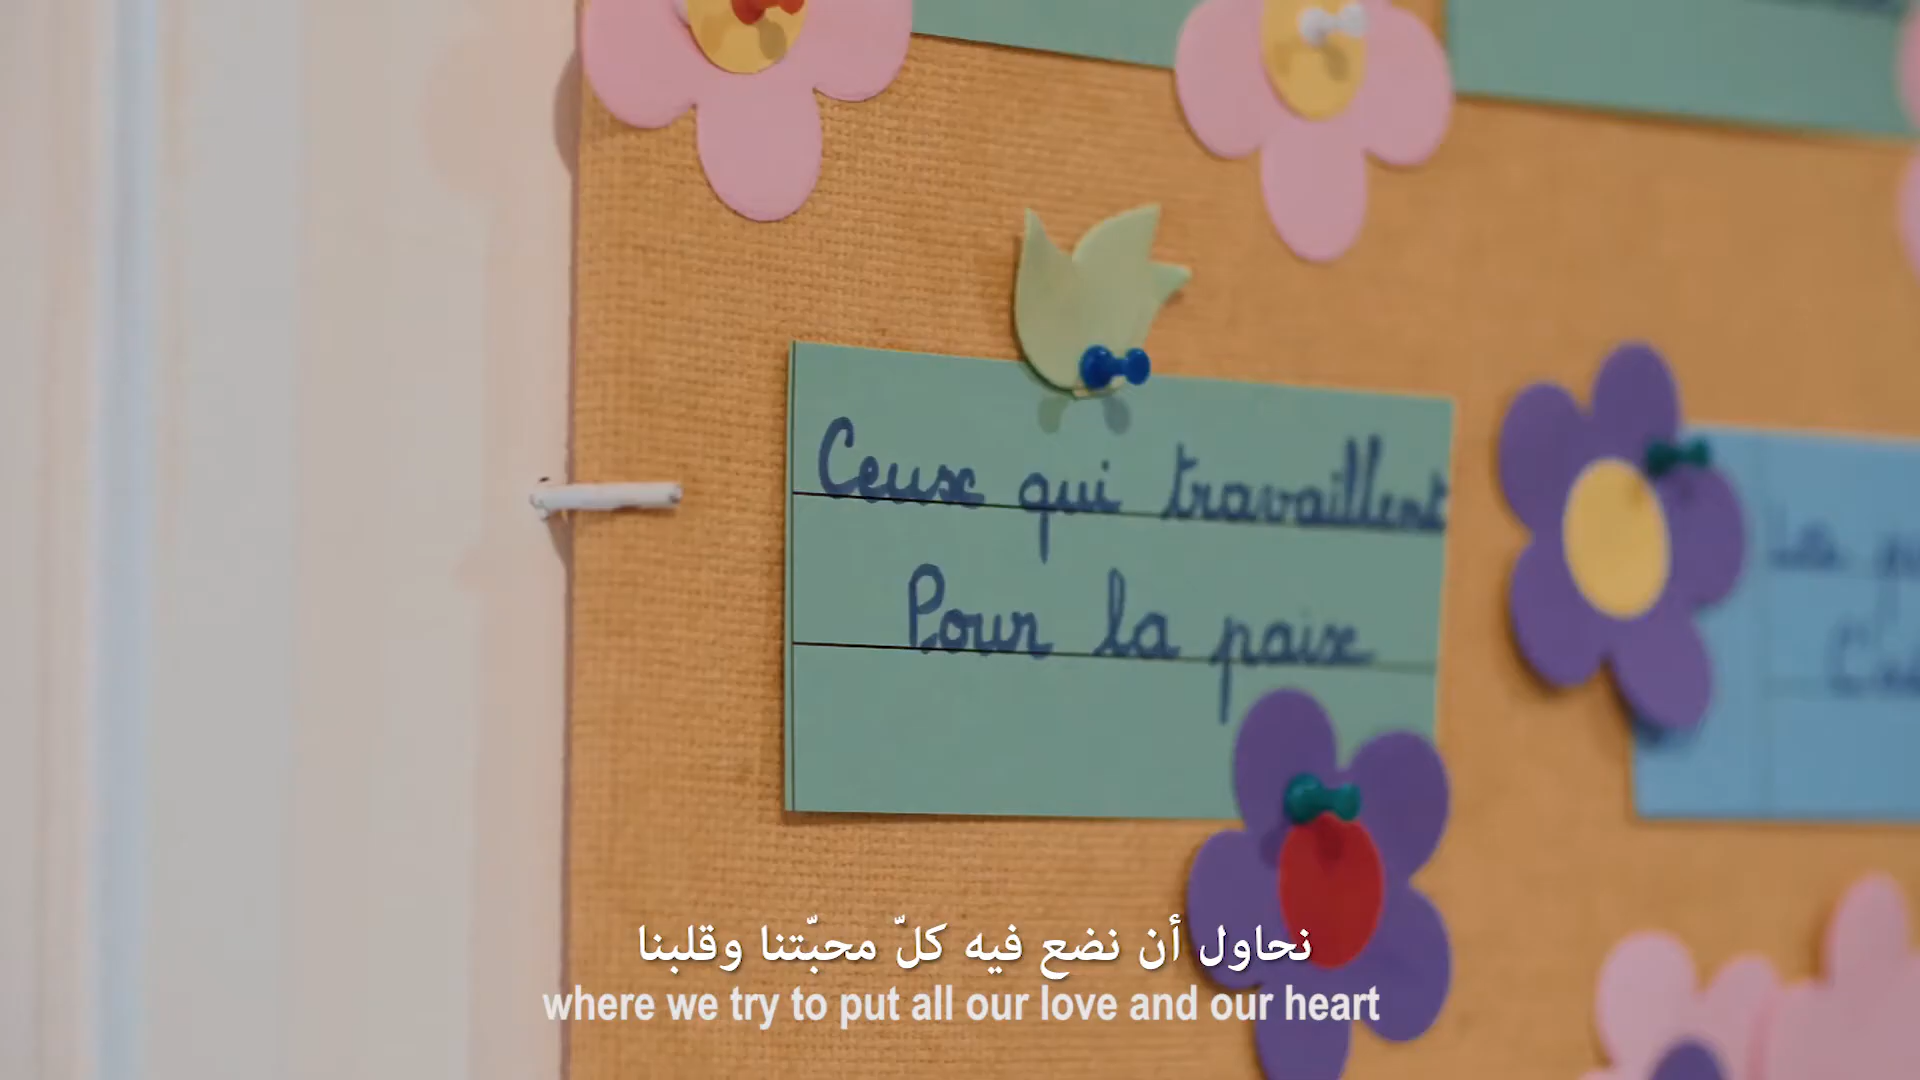 Ceux qui travaillent
Pour la paix
نحاول أن نضع فيه كلّ محبّتنا وقلبنا
where we try to put all our love and our heart